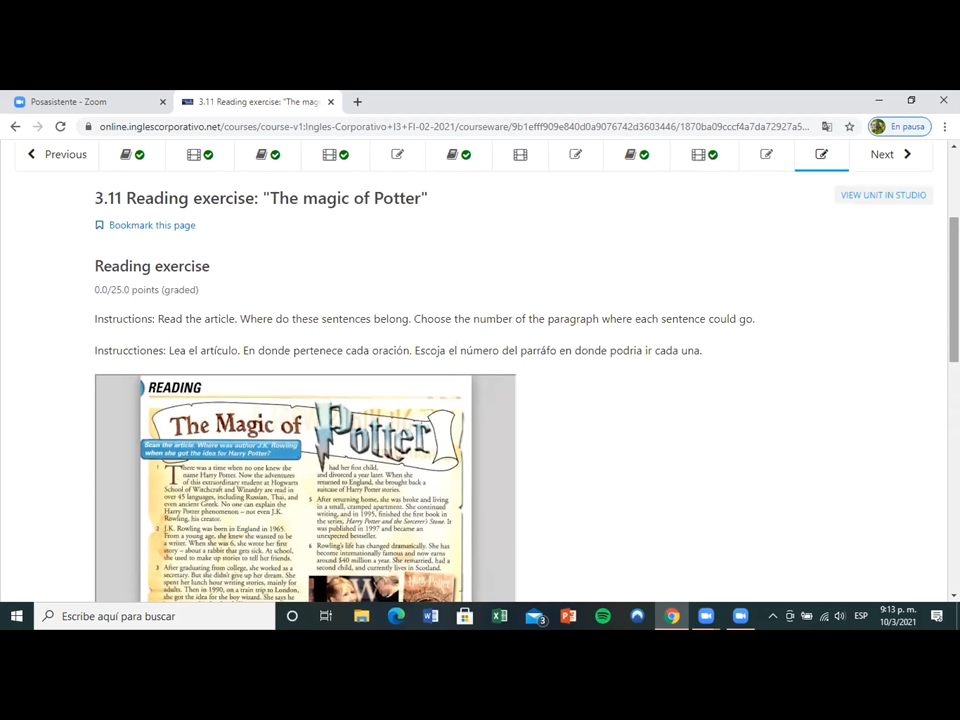 Posasistente - Zoom
3.11 Reading exercise: "The mag
online.inglescorporativo.net/courses/course-v1:Ingles-Corporativo+I3+FI-02-2021/courseware/9b1efff909e840d0a9076742d3603446/1870ba09cccf4a7da72927a5...
En pausa
Previous
Next
3.11 Reading exercise: "The magic of Potter"
VIEW UNIT IN STUDIO
Bookmark this page
Reading exercise
0.0/25.0 points (graded)
Instructions: Read the article. Where do these sentences belong. Choose the number of the paragraph where each sentence could go.
Instrucctiones: Lea el artículo. En donde pertenece cada oración. Escoja el número del parráfo en donde podria ir cada una.
READING
The Magic of Potter
Scan the article. Where was author J.K. Rowling
when she got the idea for Harry Potter?
1 There was a time when no one knew the
name Harry Potter. Now the adventures
of this extraordinary student at Hogwarts
School of Witchcraft and Wizardry are read in
over 45 languages, including Russian, Thai, and
even ancient Greek. No one can explain the
Harry Potter phenomenon – not even J.K.
Rowling, his creator.
2 J.K. Rowling was born in England in 1965.
From a young age, she knew she wanted to be
a writer. When she was 6, she wrote her first
story – about a rabbit that gets sick. At school,
she used to make up stories to tell her friends.
3 After graduating from college, she worked as a
secretary. But she didn't give up her dream. She
spent her lunch hour writing stories, mainly for
adults. Then in 1990, on a train trip to London,
she got the idea for the boy wizard. She says he
had her first child,
and divorced a year later. When she
returned to England, she brought back a
suitcase of Harry Potter stories.
5 After returning home, she was broke and living
in a small, cramped apartment. She continued
writing, and in 1995, finished the first book in
the series, Harry Potter and the Sorcerer's Stone. It
was published in 1997 and became an
unexpected bestseller.
6 Rowling's life has changed dramatically. She has
become internationally famous and now earns
around $40 million a year. She remarried, had a
second child, and currently lives in Scotland.
Escribe aquí para buscar
3
ESP
9:13 p. m.
10/3/2021